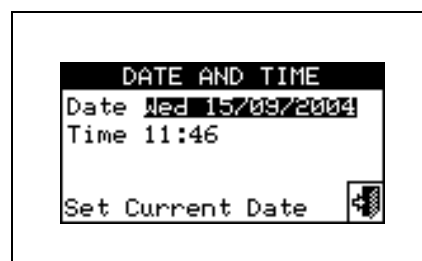 DATE AND TIME
Date Wed 15/09/2004
Time 11:46
Set Current Date